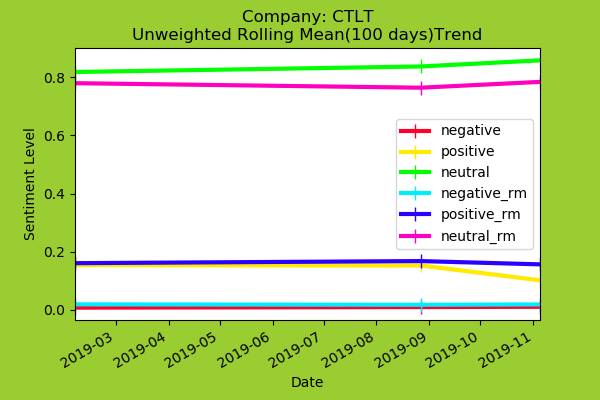 Company: CTLT
Unweighted Rolling Mean(100 days)Trend
Sentiment Level
0.8
0.6
0.4
0.2
0.0
negative
positive
neutral
negative_rm
positive_rm
neutral_rm
2019-03
2019-04
2019-05
2019-06
2019-07
2019-08
2019-09
2019-10
2019-11
Date